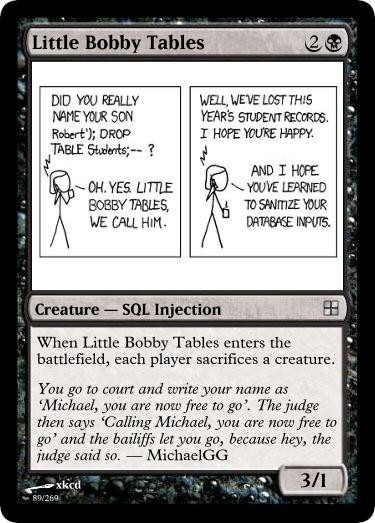 Little Bobby Tables 2
DID YOU REALLY
NAME YOUR SON
Robert'); DROP
TABLE Students;-- ?
OH. YES. LITTLE
BOBBY TABLES,
WE CALL HIM.
WELL, WE'VE LOST THIS
YEAR'S STUDENT RECORDS.
I HOPE YOU'RE HAPPY.
AND I HOPE
YOU'VE LEARNED
TO SANITIZE YOUR
DATABASE INPUTS.
Creature — SQL Injection
When Little Bobby Tables enters the
battlefield, each player sacrifices a creature.
You go to court and write your name as
‘Michael, you are now free to go’. The judge
then says ‘Calling Michael, you are now free to
go’ and the bailiffs let you go, because hey, the
judge said so. — MichaelGG
3/1
xkcd
89/269